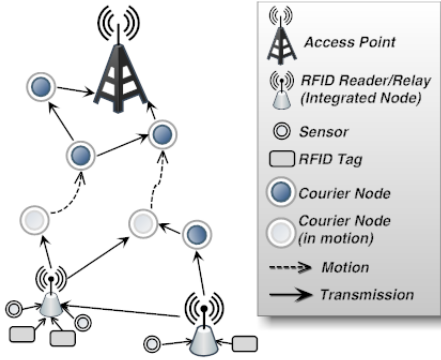 Access Point
RFID Reader/Relay
(Integrated Node)
Sensor
RFID Tag
Courier Node
Courier Node
(in motion)
Motion
Transmission